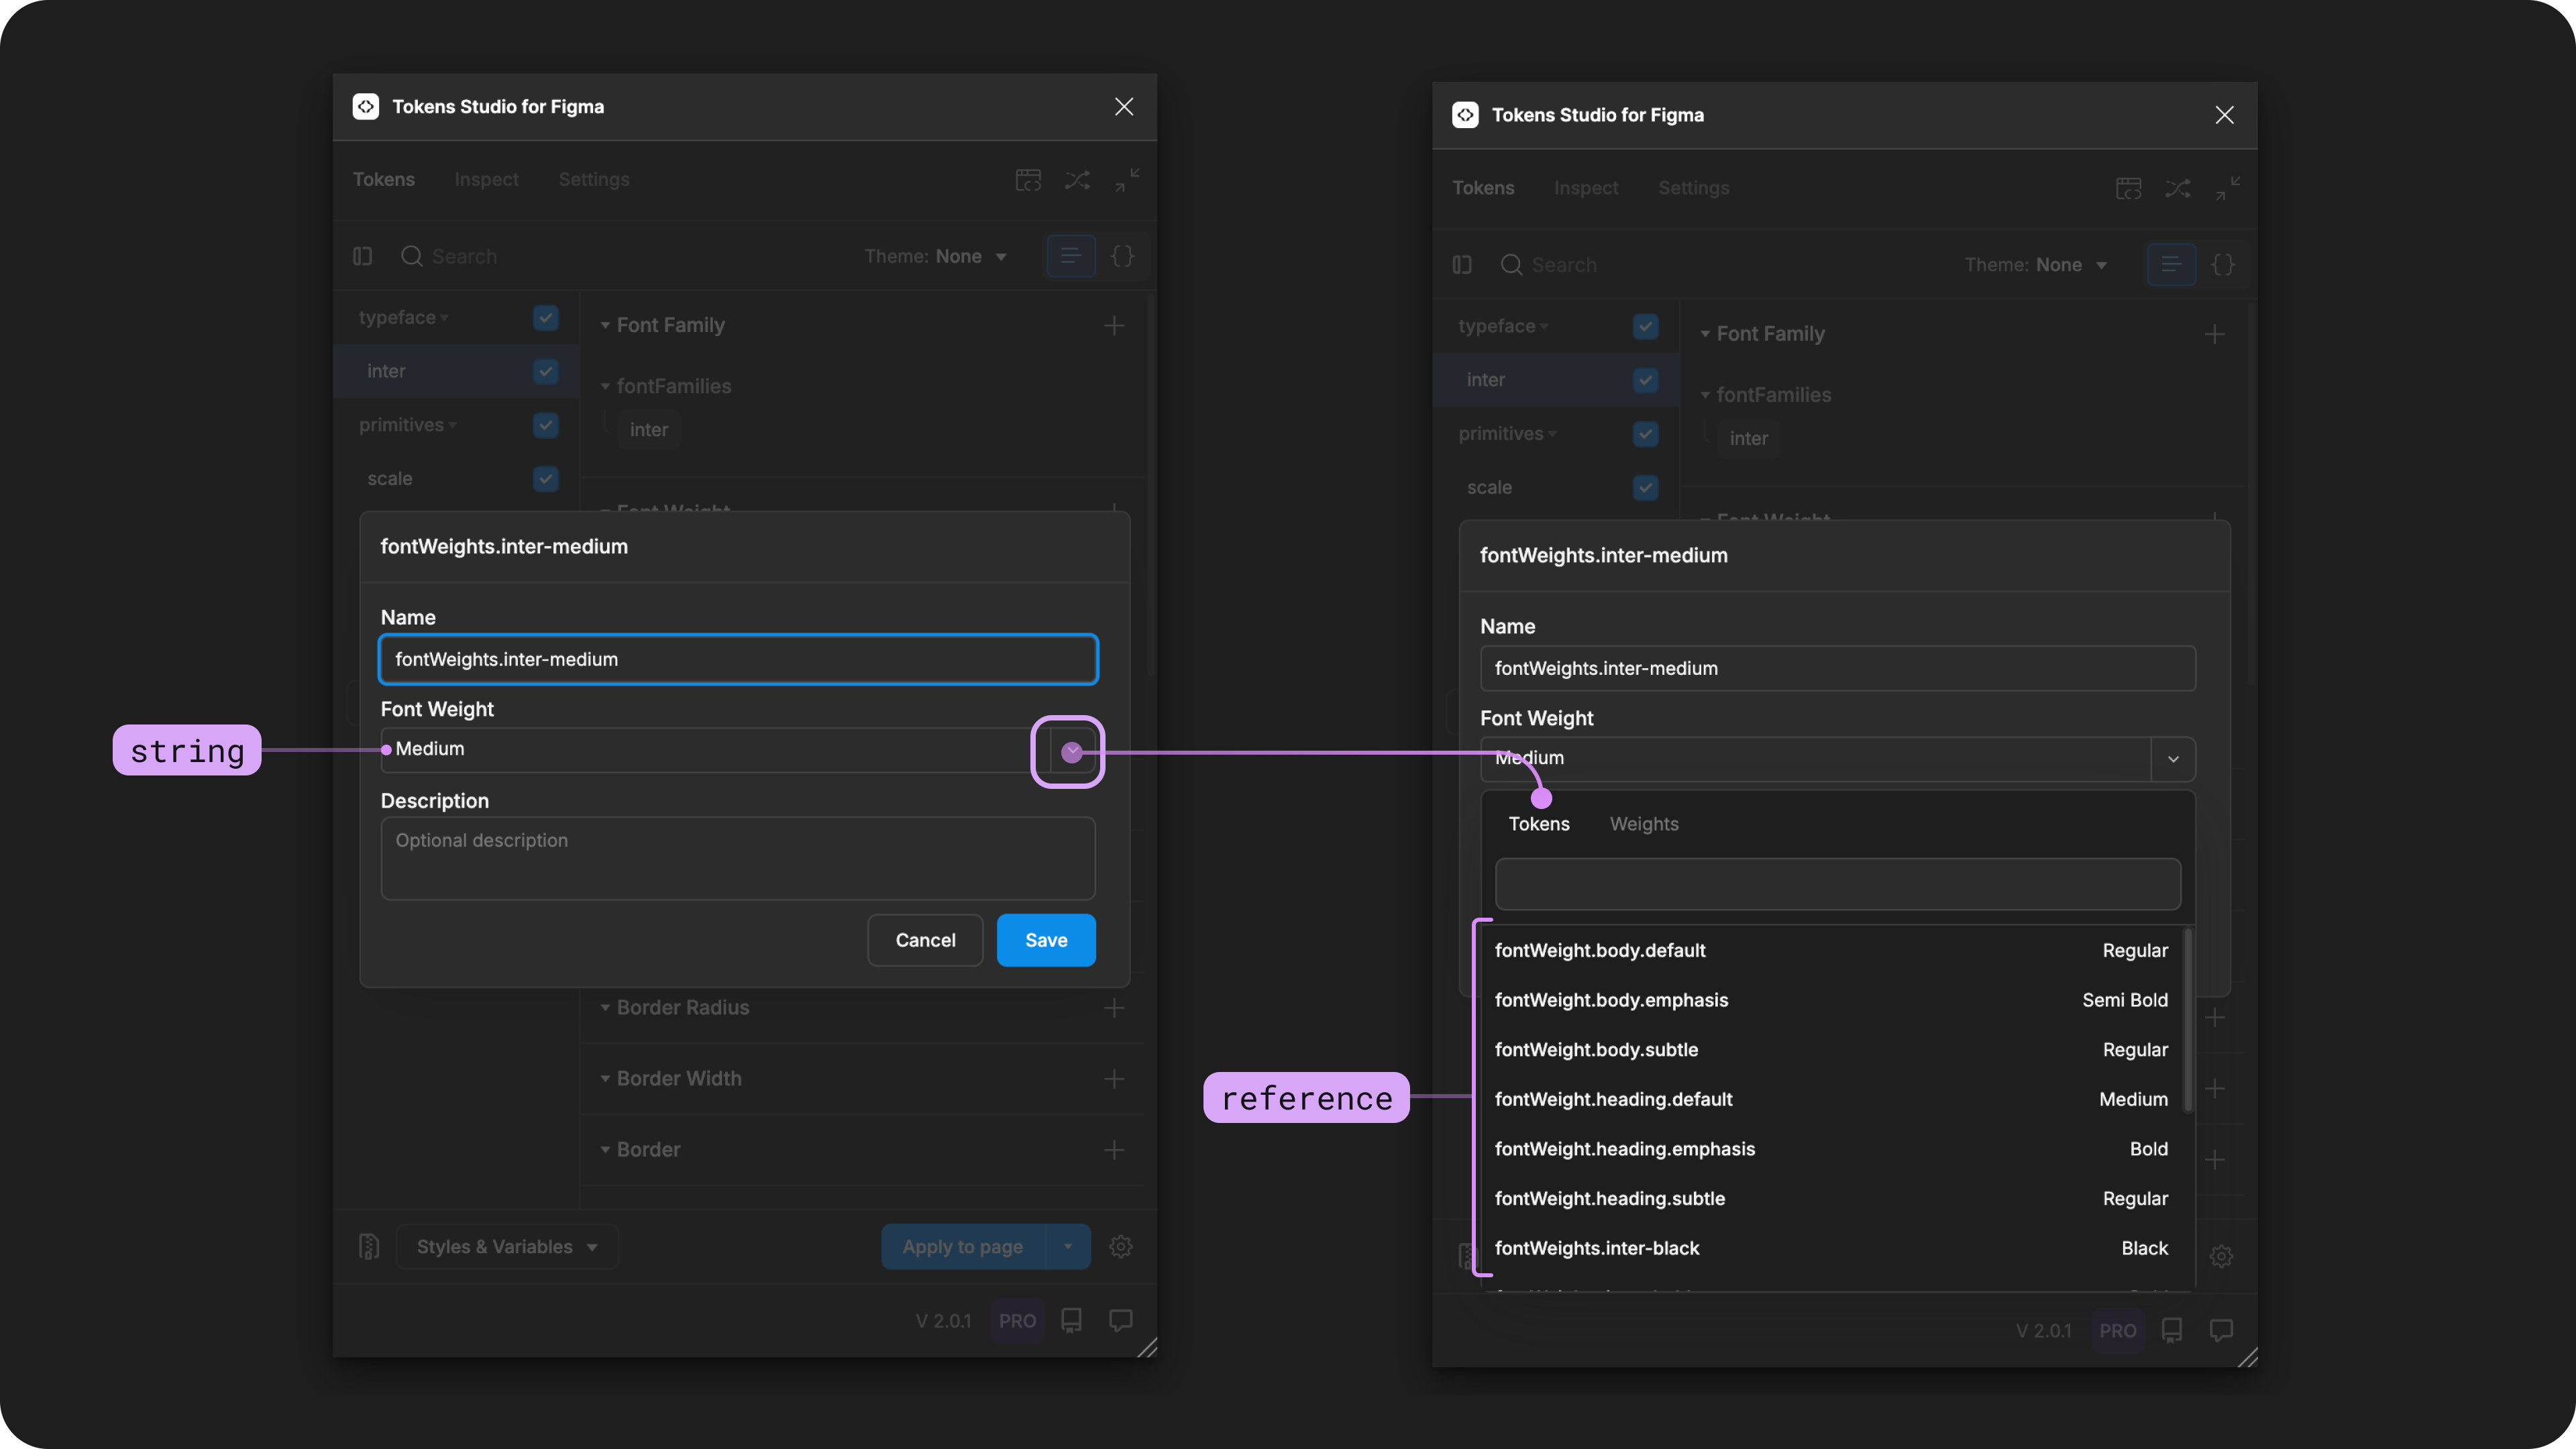 Tokens Studio for Figma
Tokens Inspect Settings
Search Theme: None
typeface
inter
primitives
scale
Font Family
fontFamilies
inter
Font Weight
fontWeights.inter-medium
Name
fontWeights.inter-medium
Font Weight
string
Medium
Description
Optional description
Cancel Save
Border Radius
Border Width
Border
Styles & Variables Apply to page
V 2.0.1 PRO
Tokens Studio for Figma
Tokens Inspect Settings
Search Theme: None
typeface
inter
primitives
scale
Font Family
fontFamilies
inter
Font Weight
fontWeights.inter-medium
Name
fontWeights.inter-medium
Font Weight
Medium
Tokens Weights
reference
fontWeight.body.default Regular
fontWeight.body.emphasis Semi Bold
fontWeight.body.subtle Regular
fontWeight.heading.default Medium
fontWeight.heading.emphasis Bold
fontWeight.heading.subtle Regular
fontWeights.inter-black Black
V 2.0.1 PRO